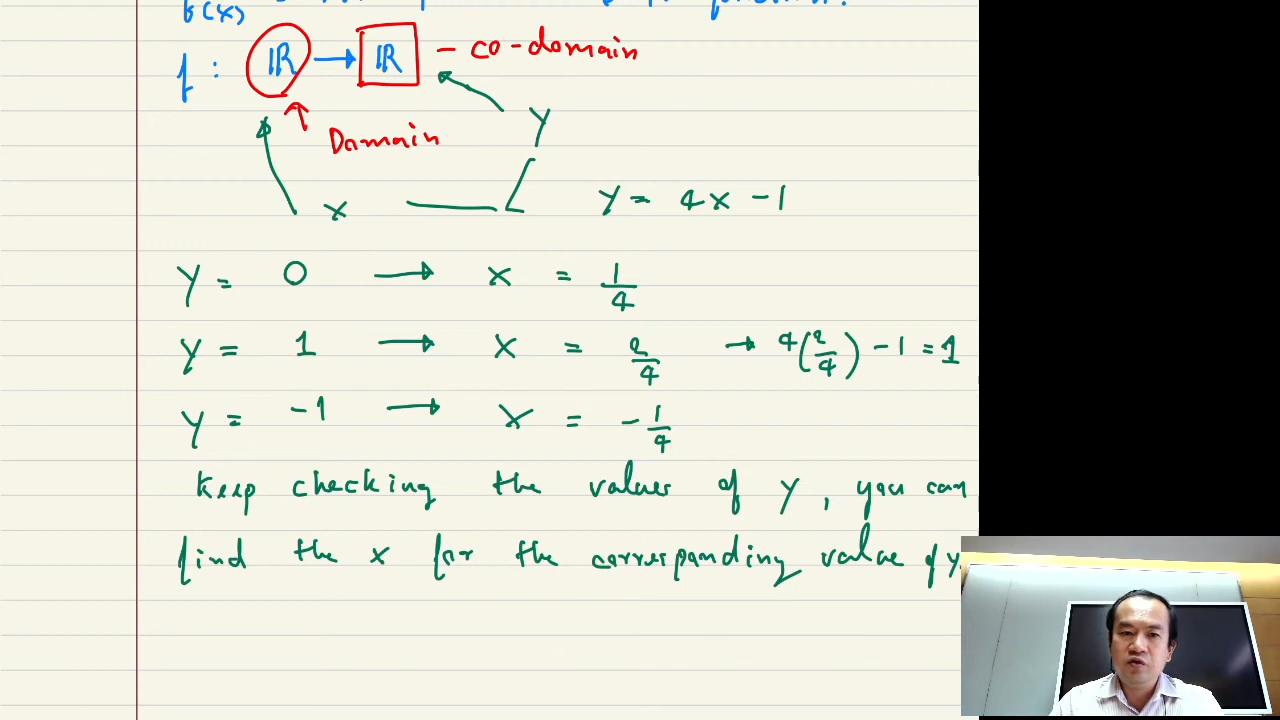 f(x)
f : ℝ → ℝ - co-domain
Domain
y
x
y = 4x - 1
y = 0 → x = 1/4
y = 1 → x = 2/4 → 4(2/4) - 1 = 1
y = -1 → x = -1/4
Keep checking the values of y, you can
find the x for the corresponding value of y.